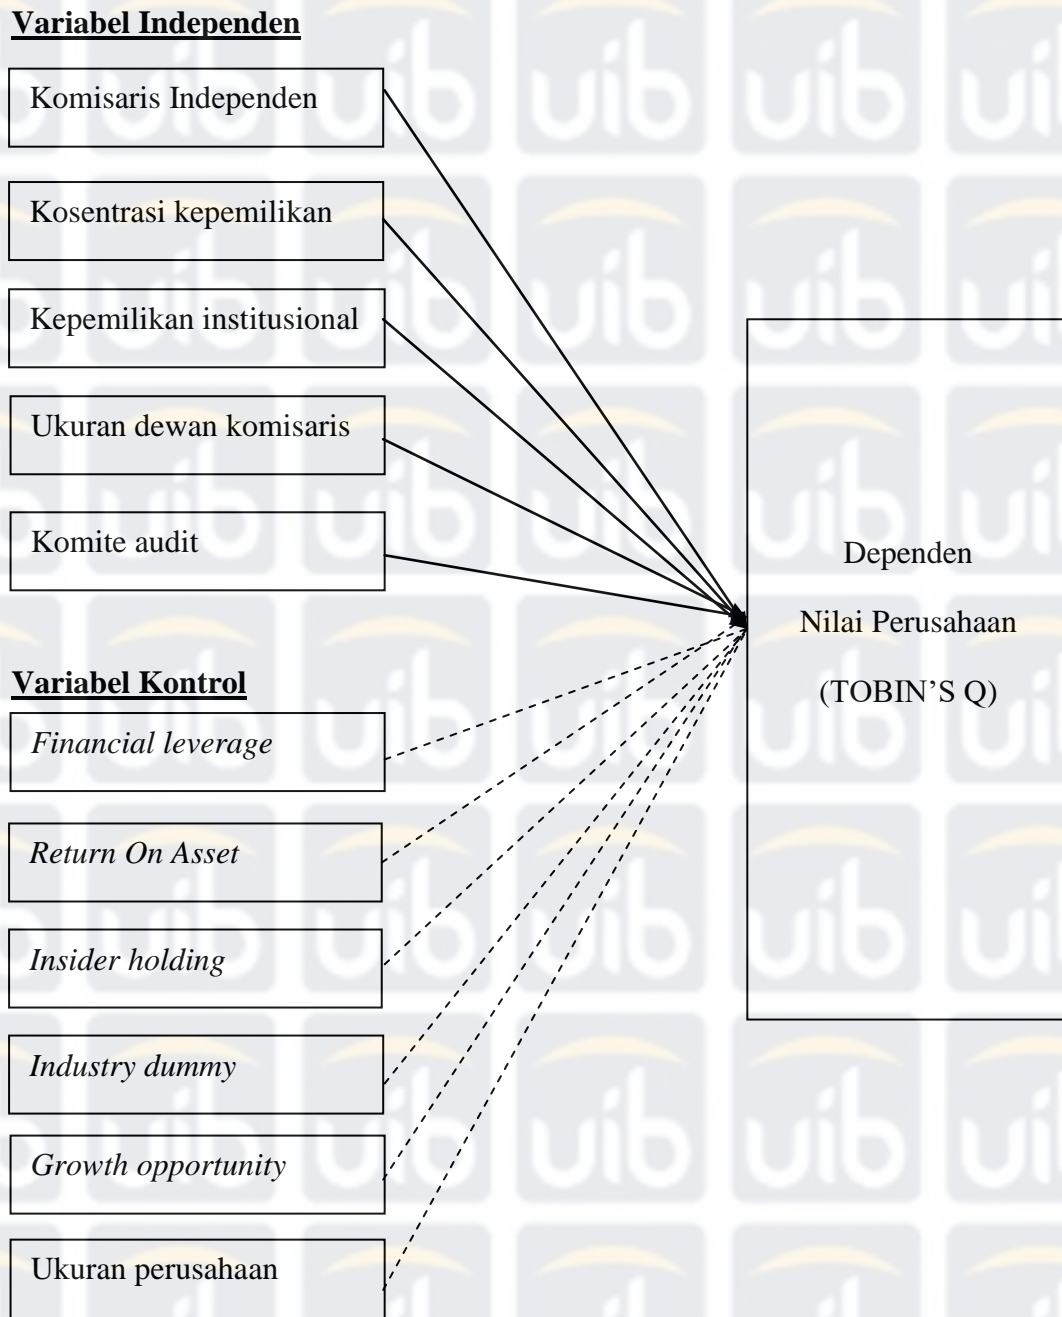 Variabel Independen
Komisaris Independen
Kosentrasi kepemilikan
Kepemilikan institusional
Ukuran dewan komisaris
Komite audit
Dependen
Nilai Perusahaan
(TOBIN’S Q)
Variabel Kontrol
Financial leverage
Return On Asset
Insider holding
Industry dummy
Growth opportunity
Ukuran perusahaan
uib